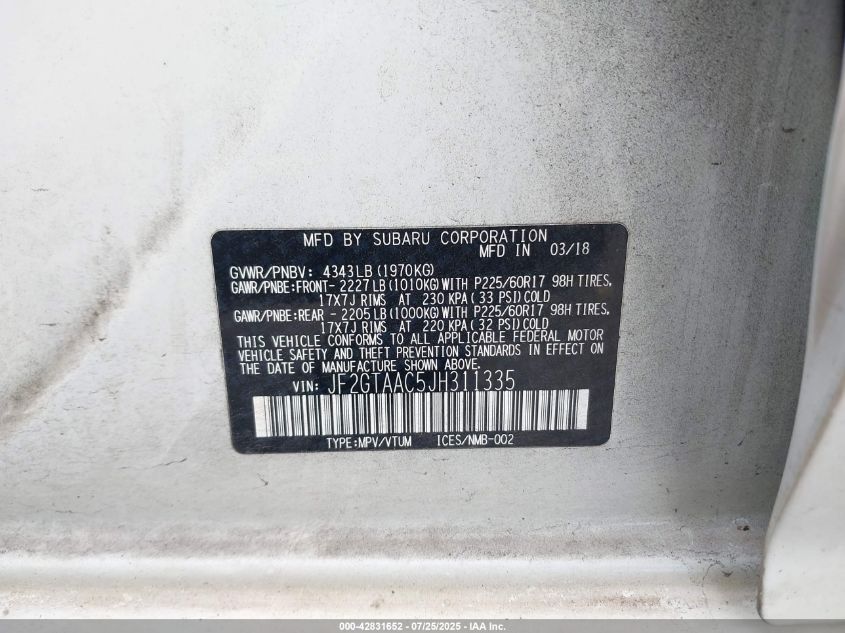 MFD BY SUBARU CORPORATION
MFD IN 03/18
GVWR/PNBV: 4343LB(1970KG)
GAWR/PNBE:FRONT- 2227LB(1010KG)WITH P225/60R17 98H TIRES,
17X7J RIMS AT 230 KPA(33 PSI)COLD
GAWR/PNBE:REAR - 2205LB(1000KG)WITH P225/60R17 98H TIRES,
17X7J RIMS AT 220 KPA(32 PSI)COLD
THIS VEHICLE CONFORMS TO ALL APPLICABLE FEDERAL MOTOR
VEHICLE SAFETY AND THEFT PREVENTION STANDARDS IN EFFECT ON
THE DATE OF MANUFACTURE SHOWN ABOVE.
VIN: JF2GTAAC5JH311335
TYPE:MPV/VTUM ICES/NMB-002
000-42831652 / 07/25/2025 - IAA Inc.